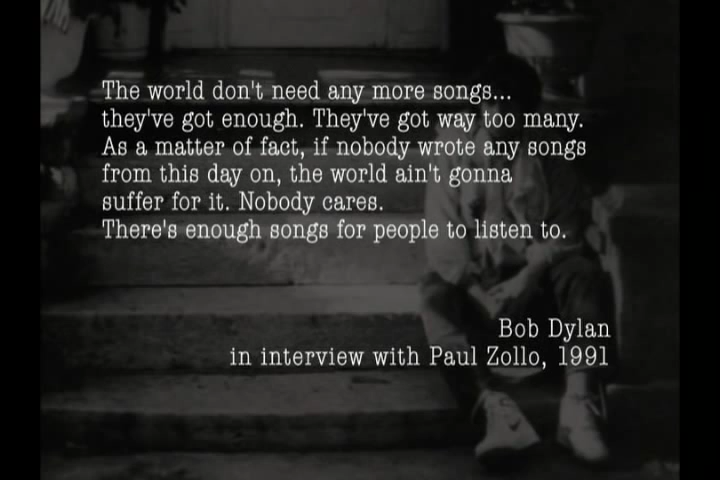 The world don't need any more songs...
they've got enough. They've got way too many.
As a matter of fact, if nobody wrote any songs
from this day on, the world ain't gonna
suffer for it. Nobody cares.
There's enough songs for people to listen to.
Bob Dylan
in interview with Paul Zollo, 1991